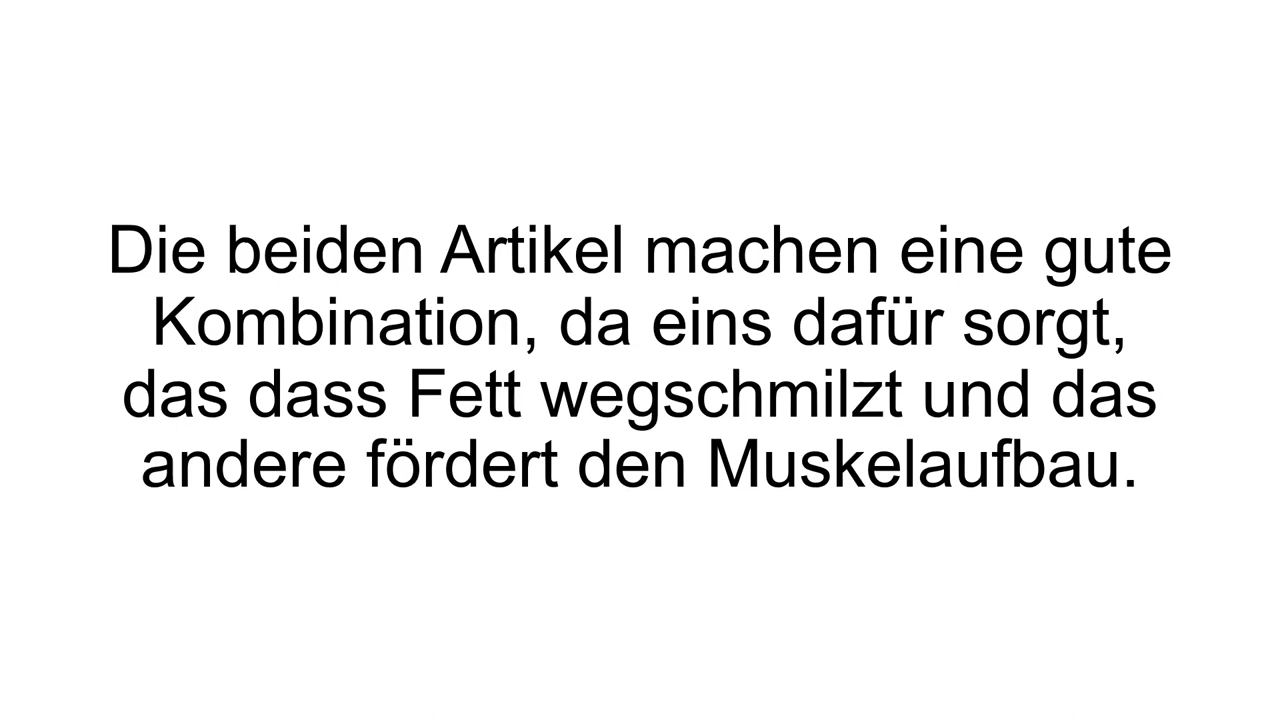 Die beiden Artikel machen eine gute
Kombination, da eins dafür sorgt,
das dass Fett wegschmilzt und das
andere fördert den Muskelaufbau.